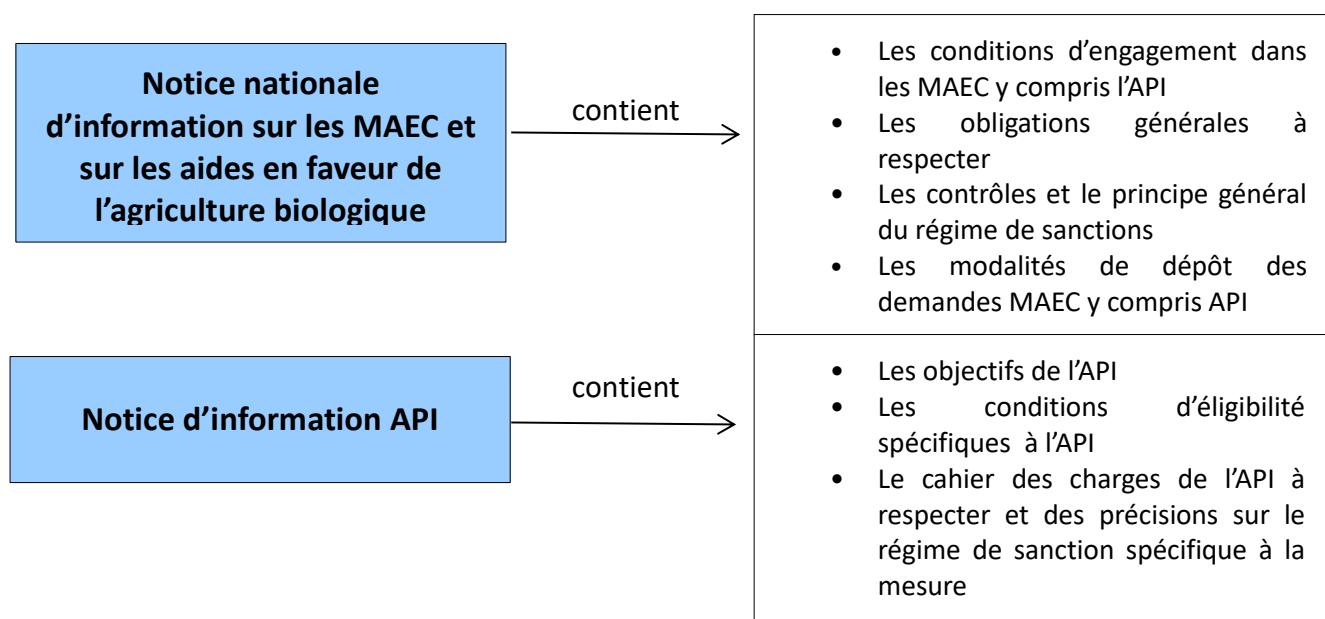 Notice nationale
d’information sur les MAEC et
sur les aides en faveur de
l’agriculture biologique
contient
• Les conditions d’engagement dans
les MAEC y compris l’API
• Les obligations générales à
respecter
• Les contrôles et le principe général
du régime de sanctions
• Les modalités de dépôt des
demandes MAEC y compris API
Notice d’information API
contient
• Les objectifs de l’API
• Les conditions d’éligibilité
spécifiques à l’API
• Le cahier des charges de l’API à
respecter et des précisions sur le
régime de sanction spécifique à la
mesure